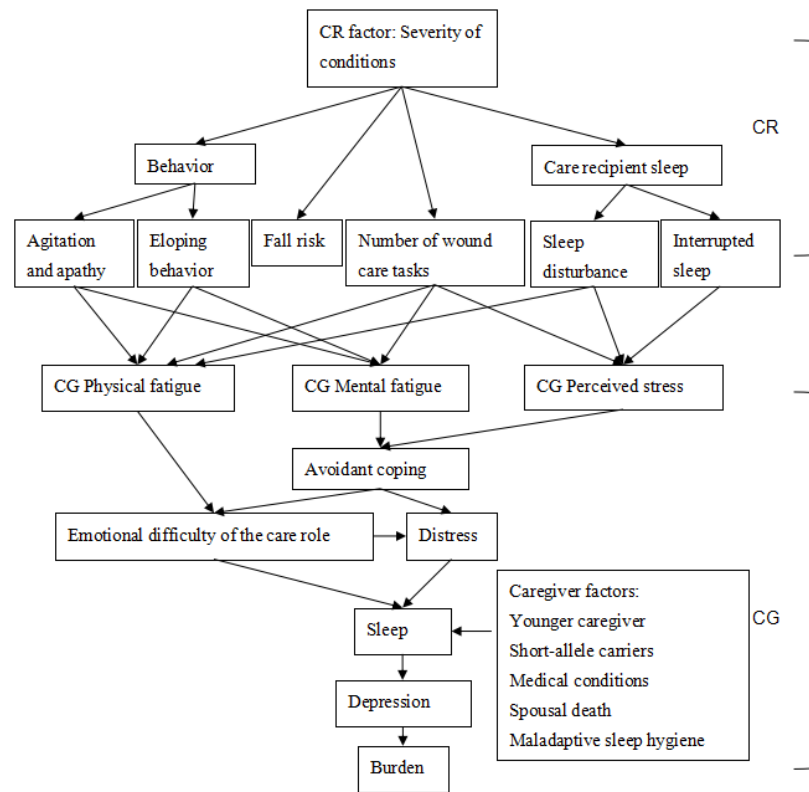 CR factor: Severity of
conditions
CR
Behavior
Care recipient sleep
Agitation
and apathy
Eloping
behavior
Fall risk
Number of wound
care tasks
Sleep
disturbance
Interrupted
sleep
CG Physical fatigue
CG Mental fatigue
CG Perceived stress
Avoidant coping
Emotional difficulty of the care role
Distress
Caregiver factors:
Younger caregiver
Short-allele carriers
Medical conditions
Spousal death
Maladaptive sleep hygiene
CG
Sleep
Depression
Burden